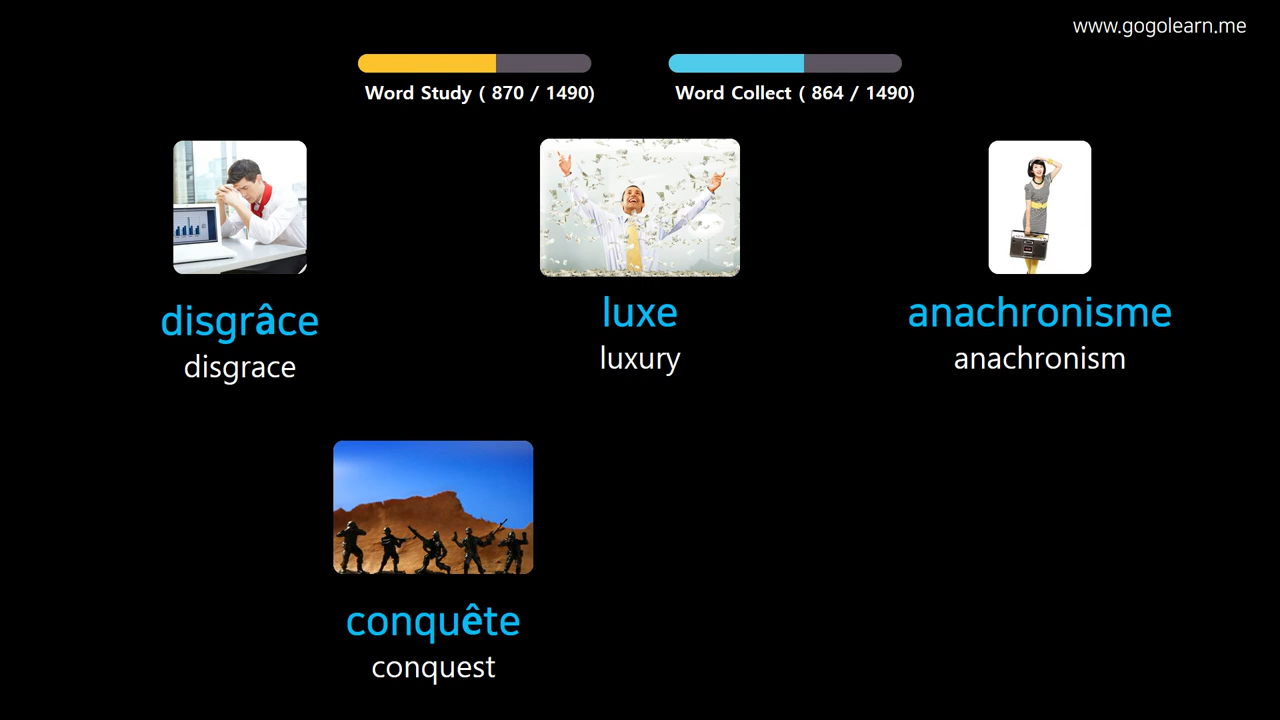 www.gogolearn.me
Word Study ( 870 / 1490)
Word Collect ( 864 / 1490)
disgrâce
disgrace
luxe
luxury
anachronisme
anachronism
conquête
conquest